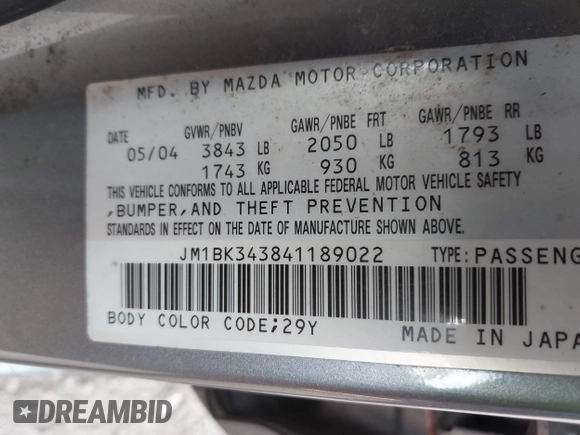 MFD. BY MAZDA MOTOR CORPORATION
DATE GVWR/PNBV GAWR/PNBE FRT GAWR/PNBE RR
05/04 3843 LB 2050 LB 1793 LB
1743 KG 930 KG 813 KG
THIS VEHICLE CONFORMS TO ALL APPLICABLE FEDERAL MOTOR VEHICLE SAFETY
,BUMPER,AND THEFT PREVENTION
STANDARDS IN EFFECT ON THE DATE OF MANUFACTURE SHOWN ABOVE.
JM1BK343841189022 TYPE:PASSENG
BODY COLOR CODE;29Y
MADE IN JAPA
DREAMBID